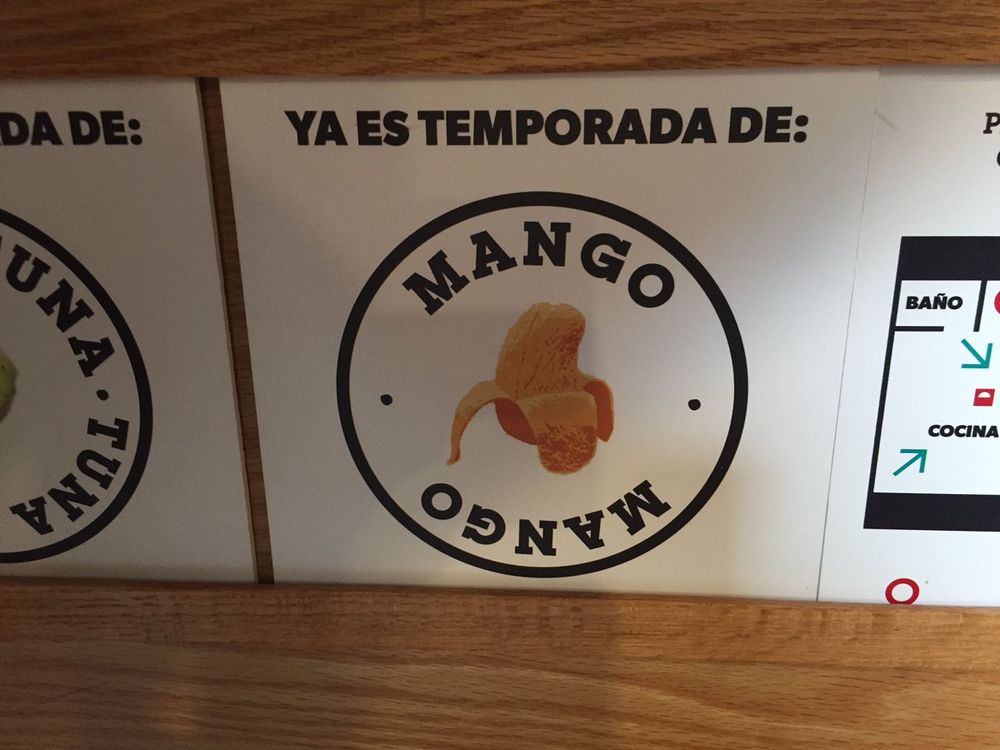 DA DE:
UNA · TUNA
YA ES TEMPORADA DE:
MANGO
MANGO
BAÑO
COCINA